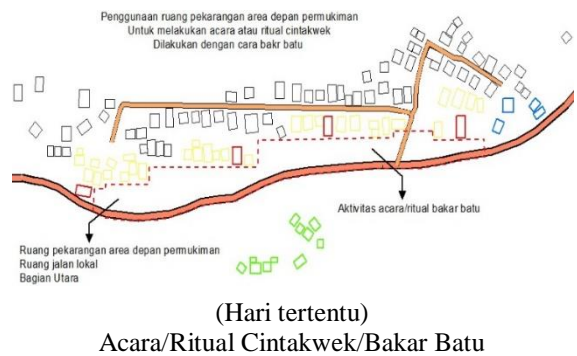 Penggunaan ruang pekarangan area depan permukiman
Untuk melakukan acara atau ritual cintakwek
Dilakukan dengan cara bakr batu
Aktivitas acara/ritual bakar batu
Ruang pekarangan area depan permukiman
Ruang jalan lokal
Bagian Utara
(Hari tertentu)
Acara/Ritual Cintakwek/Bakar Batu